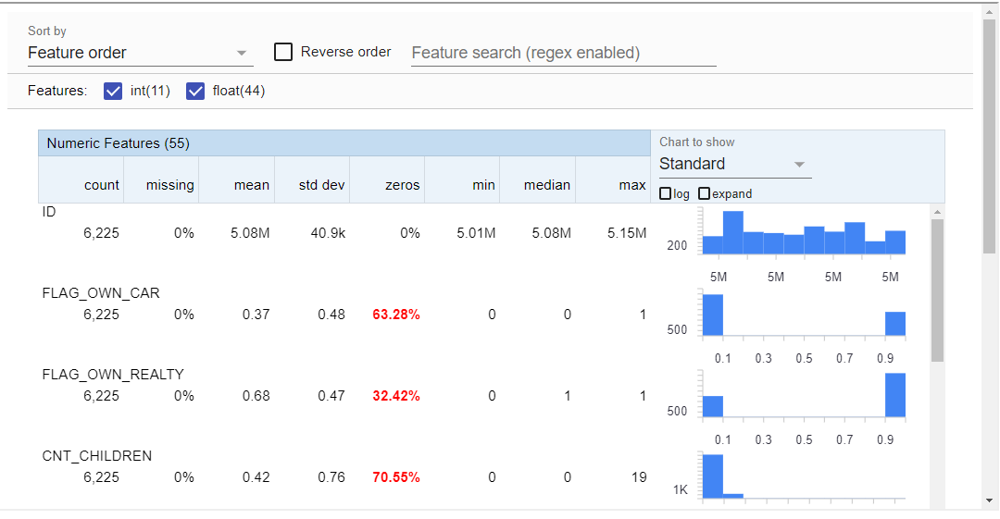 Sort by
Feature order
Reverse order
Feature search (regex enabled)
Features: int(11) float(44)
Numeric Features (55)
Chart to show
Standard
count missing mean std dev zeros min median max
log expand
ID
6,225 0% 5.08M 40.9k 0% 5.01M 5.08M 5.15M
200
5M 5M 5M 5M
FLAG_OWN_CAR
6,225 0% 0.37 0.48 63.28% 0 0 1
500
0.1 0.3 0.5 0.7 0.9
FLAG_OWN_REALTY
6,225 0% 0.68 0.47 32.42% 0 1 1
500
0.1 0.3 0.5 0.7 0.9
CNT_CHILDREN
6,225 0% 0.42 0.76 70.55% 0 0 19
1K